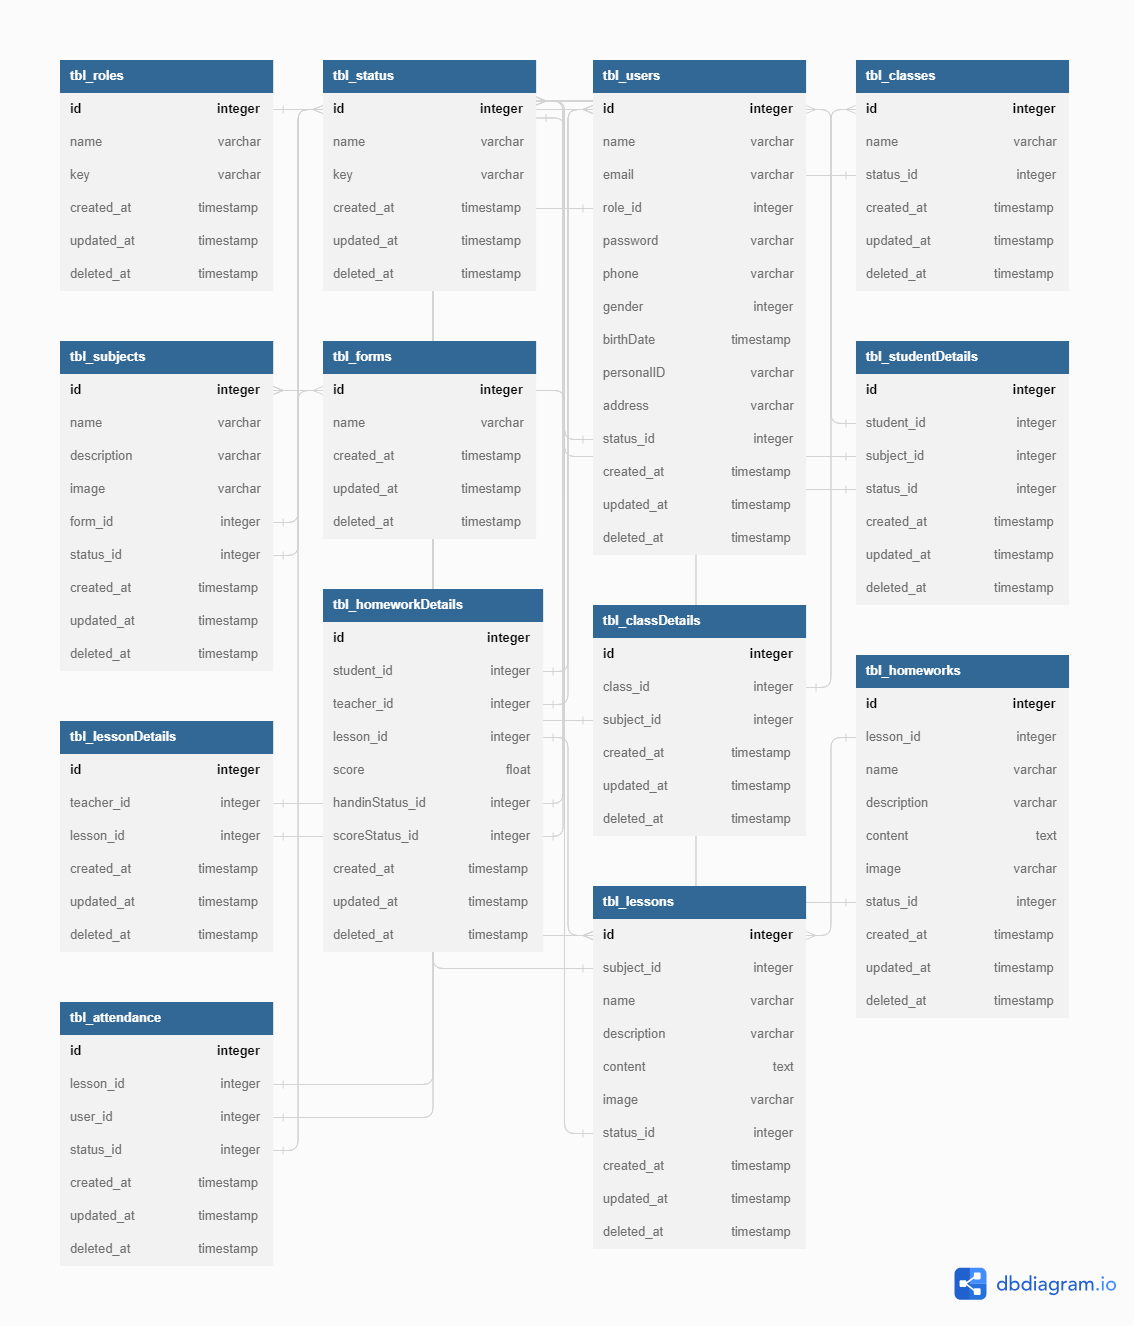 tbl_roles
id integer
name varchar
key varchar
created_at timestamp
updated_at timestamp
deleted_at timestamp
tbl_status
id integer
name varchar
key varchar
created_at timestamp
updated_at timestamp
deleted_at timestamp
tbl_users
id integer
name varchar
email varchar
role_id integer
password varchar
phone varchar
gender integer
birthDate timestamp
personalID varchar
address varchar
status_id integer
created_at timestamp
updated_at timestamp
deleted_at timestamp
tbl_classes
id integer
name varchar
status_id integer
created_at timestamp
updated_at timestamp
deleted_at timestamp
tbl_subjects
id integer
name varchar
description varchar
image varchar
form_id integer
status_id integer
created_at timestamp
updated_at timestamp
deleted_at timestamp
tbl_forms
id integer
name varchar
created_at timestamp
updated_at timestamp
deleted_at timestamp
tbl_studentDetails
id integer
student_id integer
subject_id integer
status_id integer
created_at timestamp
updated_at timestamp
deleted_at timestamp
tbl_homeworkDetails
id integer
student_id integer
teacher_id integer
lesson_id integer
score float
handinStatus_id integer
scoreStatus_id integer
created_at timestamp
updated_at timestamp
deleted_at timestamp
tbl_classDetails
id integer
class_id integer
subject_id integer
created_at timestamp
updated_at timestamp
deleted_at timestamp
tbl_homeworks
id integer
lesson_id integer
name varchar
description varchar
content text
image varchar
status_id integer
created_at timestamp
updated_at timestamp
deleted_at timestamp
tbl_lessonDetails
id integer
teacher_id integer
lesson_id integer
created_at timestamp
updated_at timestamp
deleted_at timestamp
tbl_lessons
id integer
subject_id integer
name varchar
description varchar
content text
image varchar
status_id integer
created_at timestamp
updated_at timestamp
deleted_at timestamp
tbl_attendance
id integer
lesson_id integer
user_id integer
status_id integer
created_at timestamp
updated_at timestamp
deleted_at timestamp
dbdiagram.io